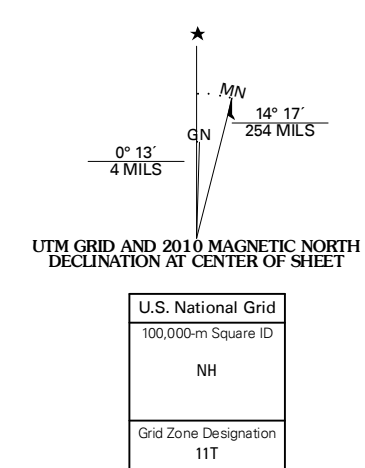 MN
GN
14° 17´
254 MILS
0° 13´
4 MILS
UTM GRID AND 2010 MAGNETIC NORTH
DECLINATION AT CENTER OF SHEET
U.S. National Grid
100,000-m Square ID
NH
Grid Zone Designation
11T